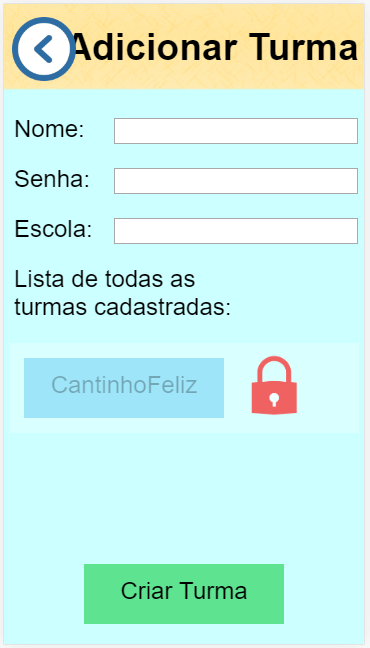 Adicionar Turma
Nome:
Senha:
Escola:
Lista de todas as
turmas cadastradas:
CantinhoFeliz
Criar Turma